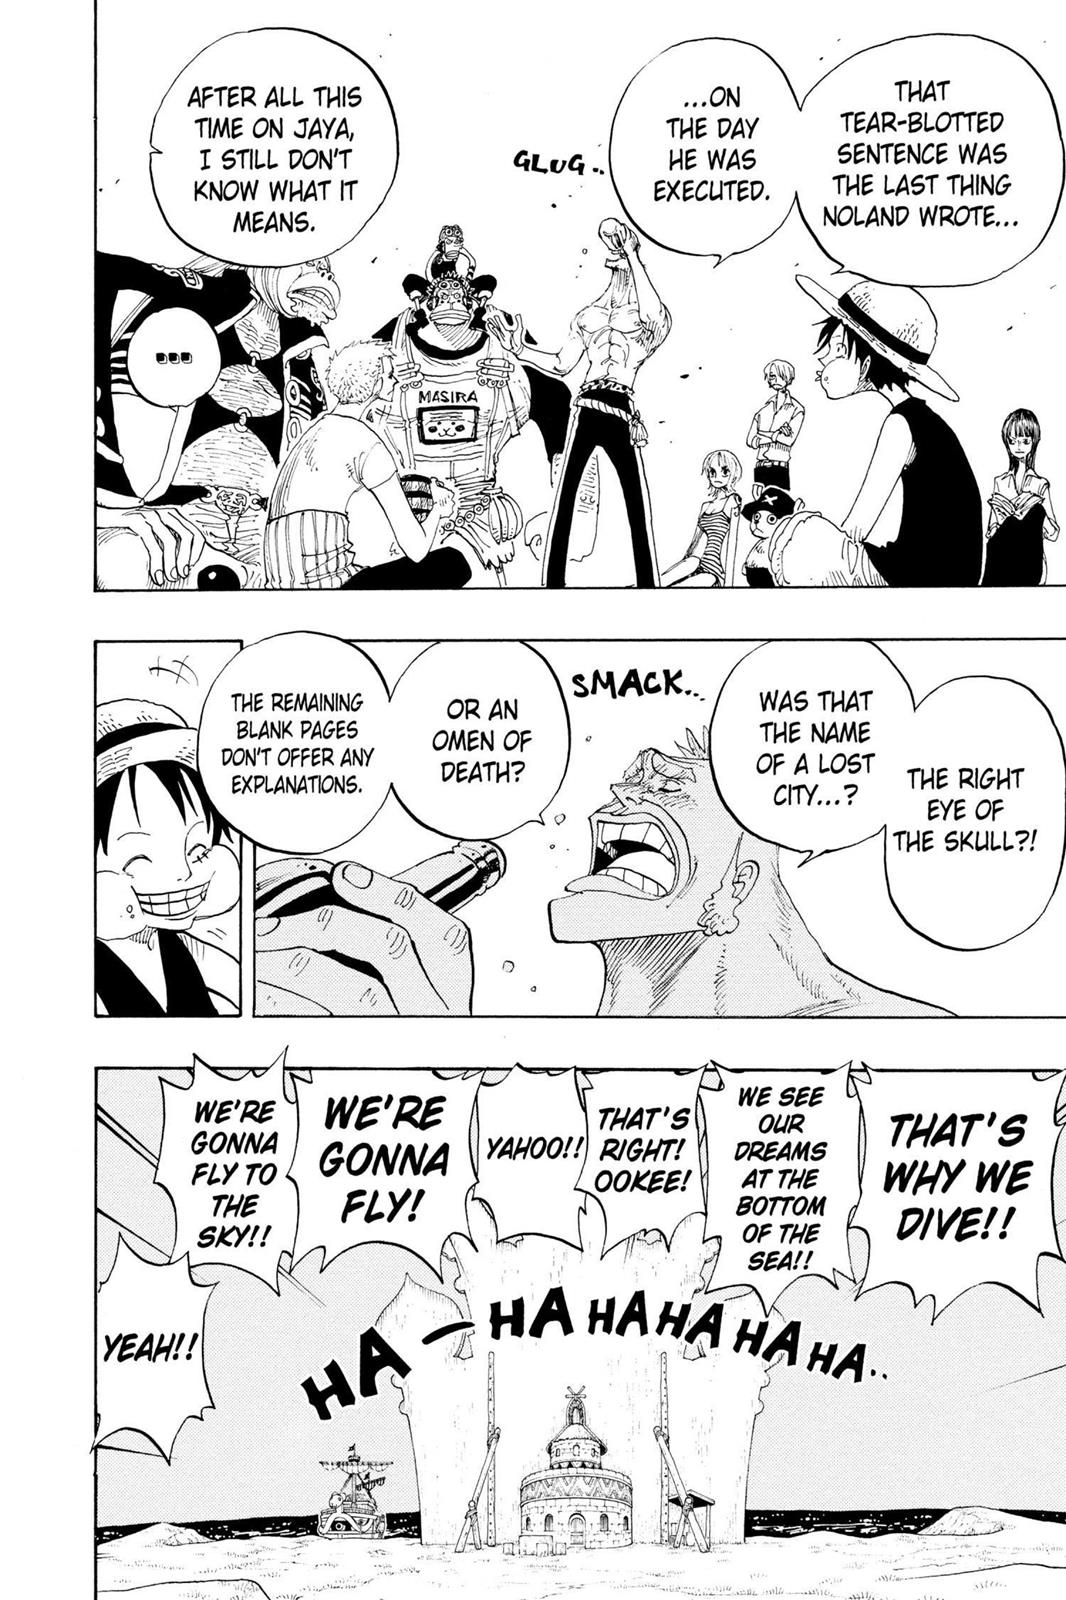 THAT
TEAR-BLOTTED
SENTENCE WAS
THE LAST THING
NOLAND WROTE...
...ON
THE DAY
HE WAS
EXECUTED.
GLUG..
AFTER ALL THIS
TIME ON JAYA,
I STILL DON'T
KNOW WHAT IT
MEANS.
...
MASIRA
THE RIGHT
EYE OF
THE SKULL?!
WAS THAT
THE NAME
OF A LOST
CITY...?
SMACK..
OR AN
OMEN OF
DEATH?
THE REMAINING
BLANK PAGES
DON'T OFFER ANY
EXPLANATIONS.
THAT'S
WHY WE
DIVE!!
WE SEE
OUR
DREAMS
AT THE
BOTTOM
OF THE
SEA!!
THAT'S
RIGHT!
OOKEE!
YAHOO!!
WE'RE
GONNA
FLY!
WE'RE
GONNA
FLY TO
THE
SKY!!
YEAH!!
HA - HA HA HA HA HA..